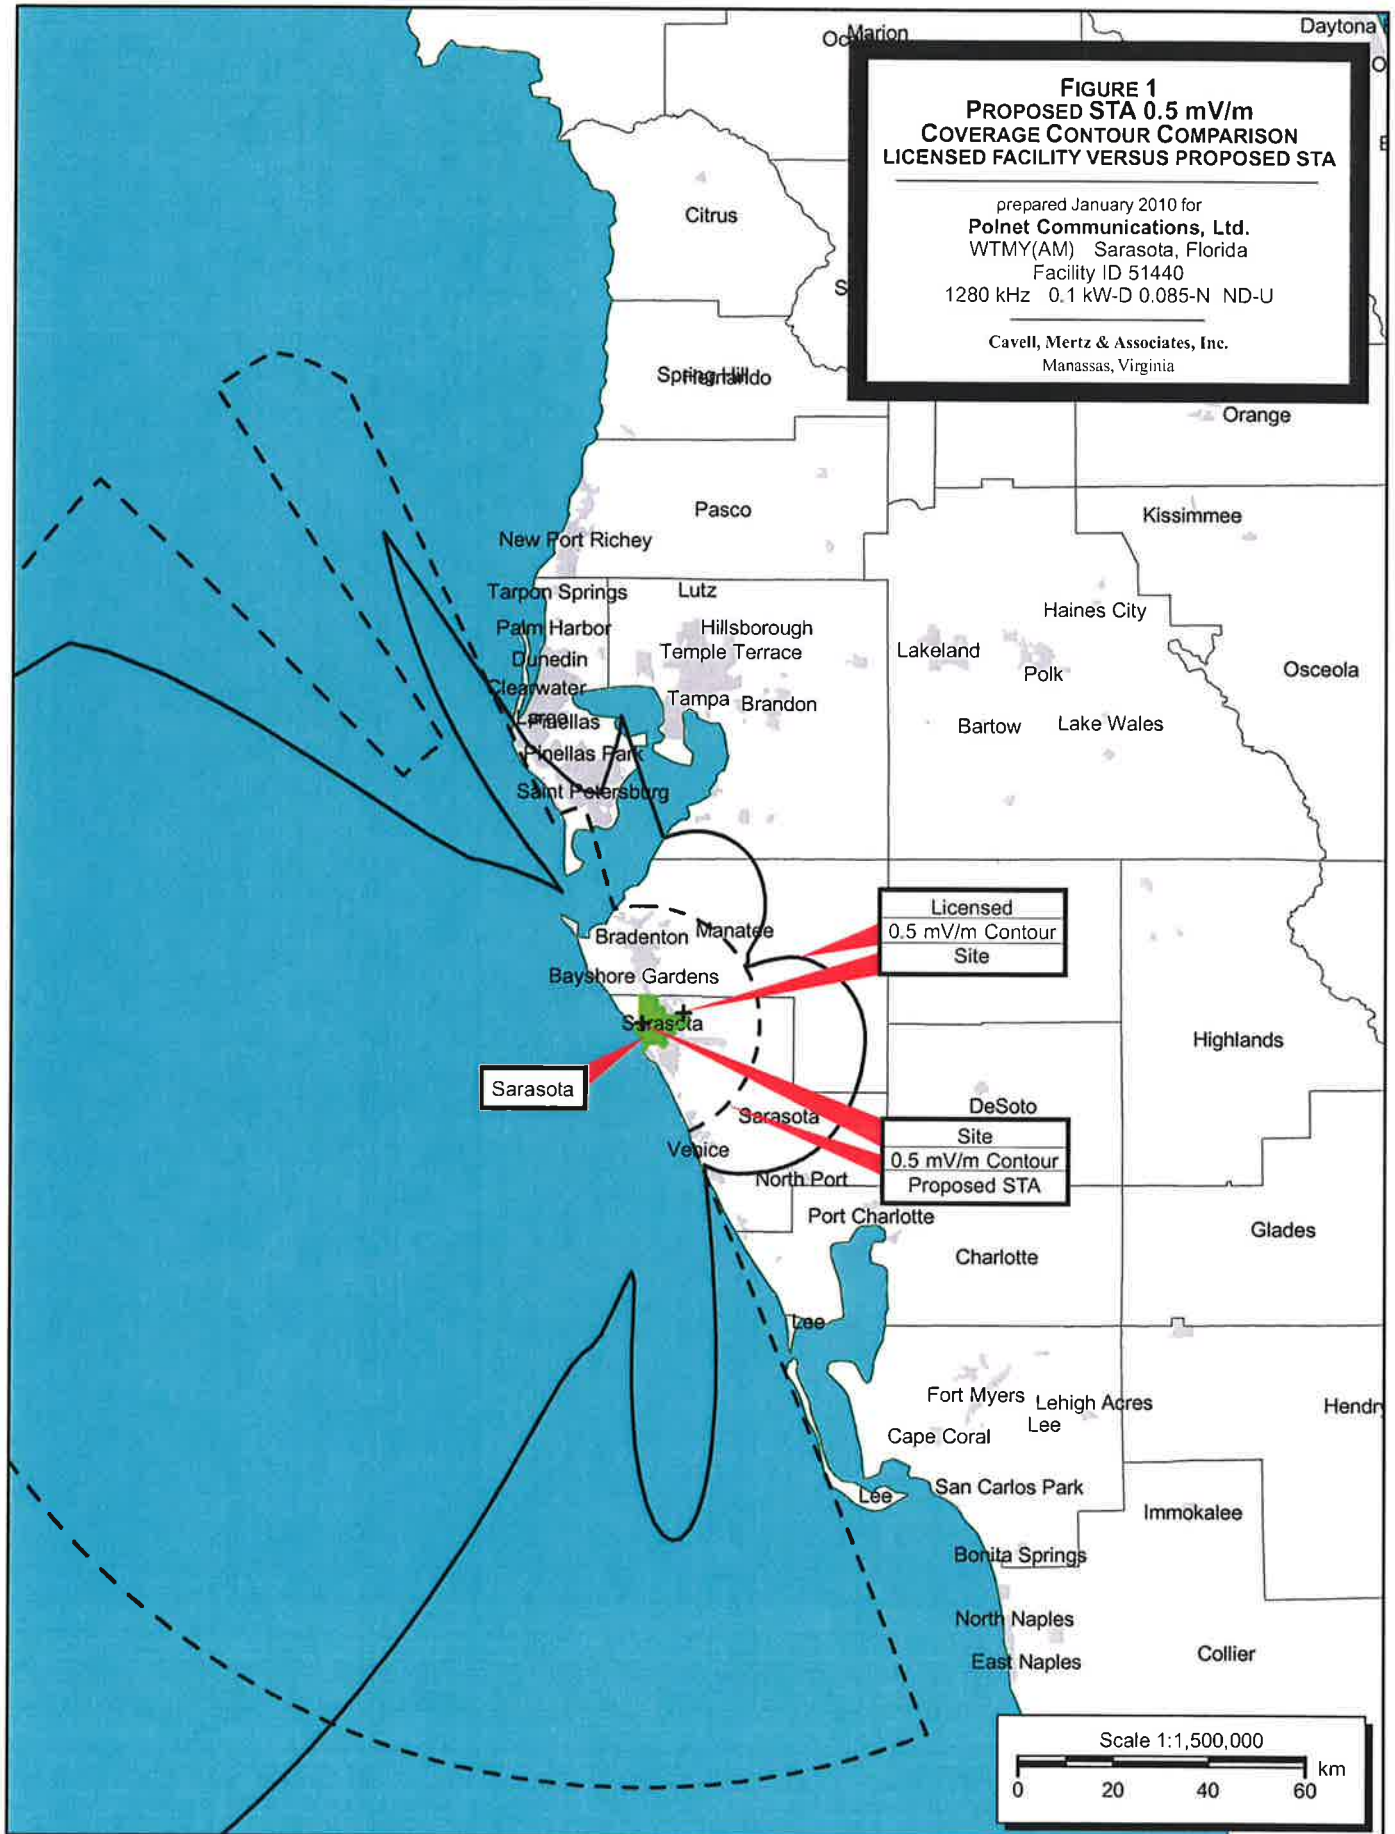 Daytona
Marion
FIGURE 1
PROPOSED STA 0.5 mV/m
COVERAGE CONTOUR COMPARISON
LICENSED FACILITY VERSUS PROPOSED STA
prepared January 2010 for
Polnet Communications, Ltd.
WTMY(AM) Sarasota, Florida
Facility ID 51440
1280 kHz 0.1 kW-D 0.085-N ND-U
Cavell, Mertz & Associates, Inc.
Manassas, Virginia
Citrus
Spring Hill
Hernando
Orange
Pasco
Kissimmee
New Port Richey
Tarpon Springs
Lutz
Haines City
Palm Harbor
Hillsborough
Dunedin
Temple Terrace
Lakeland
Polk
Osceola
Clearwater
Tampa
Brandon
Largo
Pinellas
Bartow
Lake Wales
Pinellas Park
Saint Petersburg
Licensed
0.5 mV/m Contour
Site
Bradenton
Manatee
Bayshore Gardens
Sarasota
Highlands
Sarasota
DeSoto
Sarasota
Site
0.5 mV/m Contour
Proposed STA
Venice
North Port
Port Charlotte
Glades
Charlotte
Lee
Fort Myers
Lehigh Acres
Lee
Hendr
Cape Coral
San Carlos Park
Lee
Immokalee
Bonita Springs
North Naples
Collier
East Naples
Scale 1:1,500,000
km
0 20 40 60